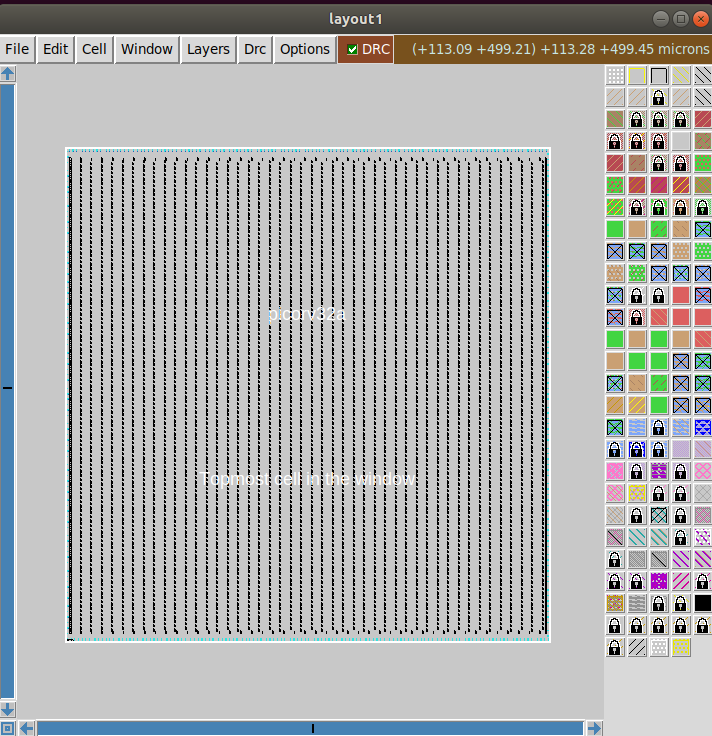 layout1
File Edit Cell Window Layers Drc Options DRC (+113.09 +499.21) +113.28 +499.45 microns
picorv32a
Topmost cell in the window